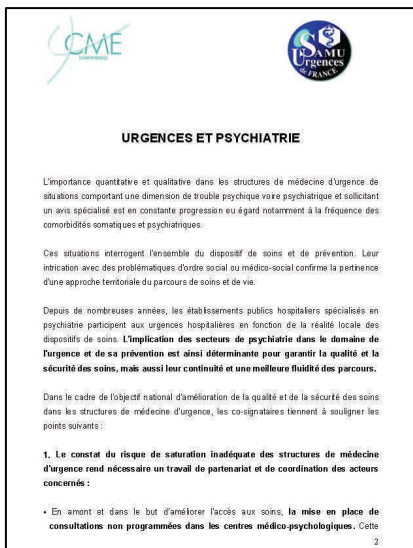 CME
CONFERENCE
SAMU
Urgences
de FRANCE
URGENCES ET PSYCHIATRIE
L'importance quantitative et qualitative dans les structures de médecine d'urgence de
situations comportant une dimension de trouble psychique voire psychiatrique et sollicitant
un avis spécialisé est en constante progression eu égard notamment à la fréquence des
comorbidités somatiques et psychiatriques.
Ces situations interrogent l'ensemble du dispositif de soins et de prévention. Leur
intrication avec des problématiques d'ordre social ou médico-social confirme la pertinence
d'une approche territoriale du parcours de soins et de vie.
Depuis de nombreuses années, les établissements publics hospitaliers spécialisés en
psychiatrie participent aux urgences hospitalières en fonction de la réalité locale des
dispositifs de soins. L'implication des secteurs de psychiatrie dans le domaine de
l'urgence et de sa prévention est ainsi déterminante pour garantir la qualité et la
sécurité des soins, mais aussi leur continuité et une meilleure fluidité des parcours.
Dans le cadre de l'objectif national d'amélioration de la qualité et de la sécurité des soins
dans les structures de médecine d'urgence, les co-signataires tiennent à souligner les
points suivants :
1. Le constat du risque de saturation inadéquate des structures de médecine
d'urgence rend nécessaire un travail de partenariat et de coordination des acteurs
concernés :
• En amont et dans le but d'améliorer l'accès aux soins, la mise en place de
consultations non programmées dans les centres médico-psychologiques. Cette
2